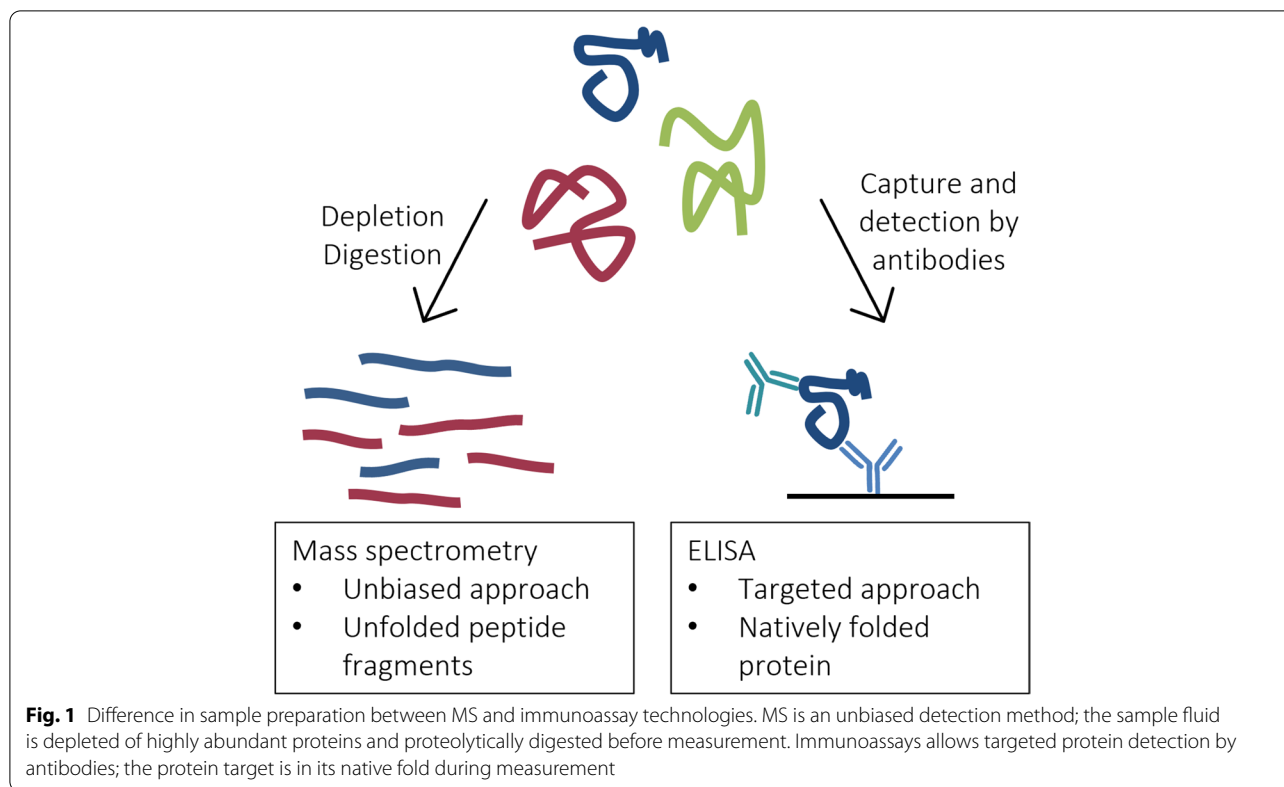 Depletion
Digestion
Capture and
detection by
antibodies
Mass spectrometry
• Unbiased approach
• Unfolded peptide
fragments
ELISA
• Targeted approach
• Natively folded
protein
Fig. 1 Difference in sample preparation between MS and immunoassay technologies. MS is an unbiased detection method; the sample fluid
is depleted of highly abundant proteins and proteolytically digested before measurement. Immunoassays allows targeted protein detection by
antibodies; the protein target is in its native fold during measurement